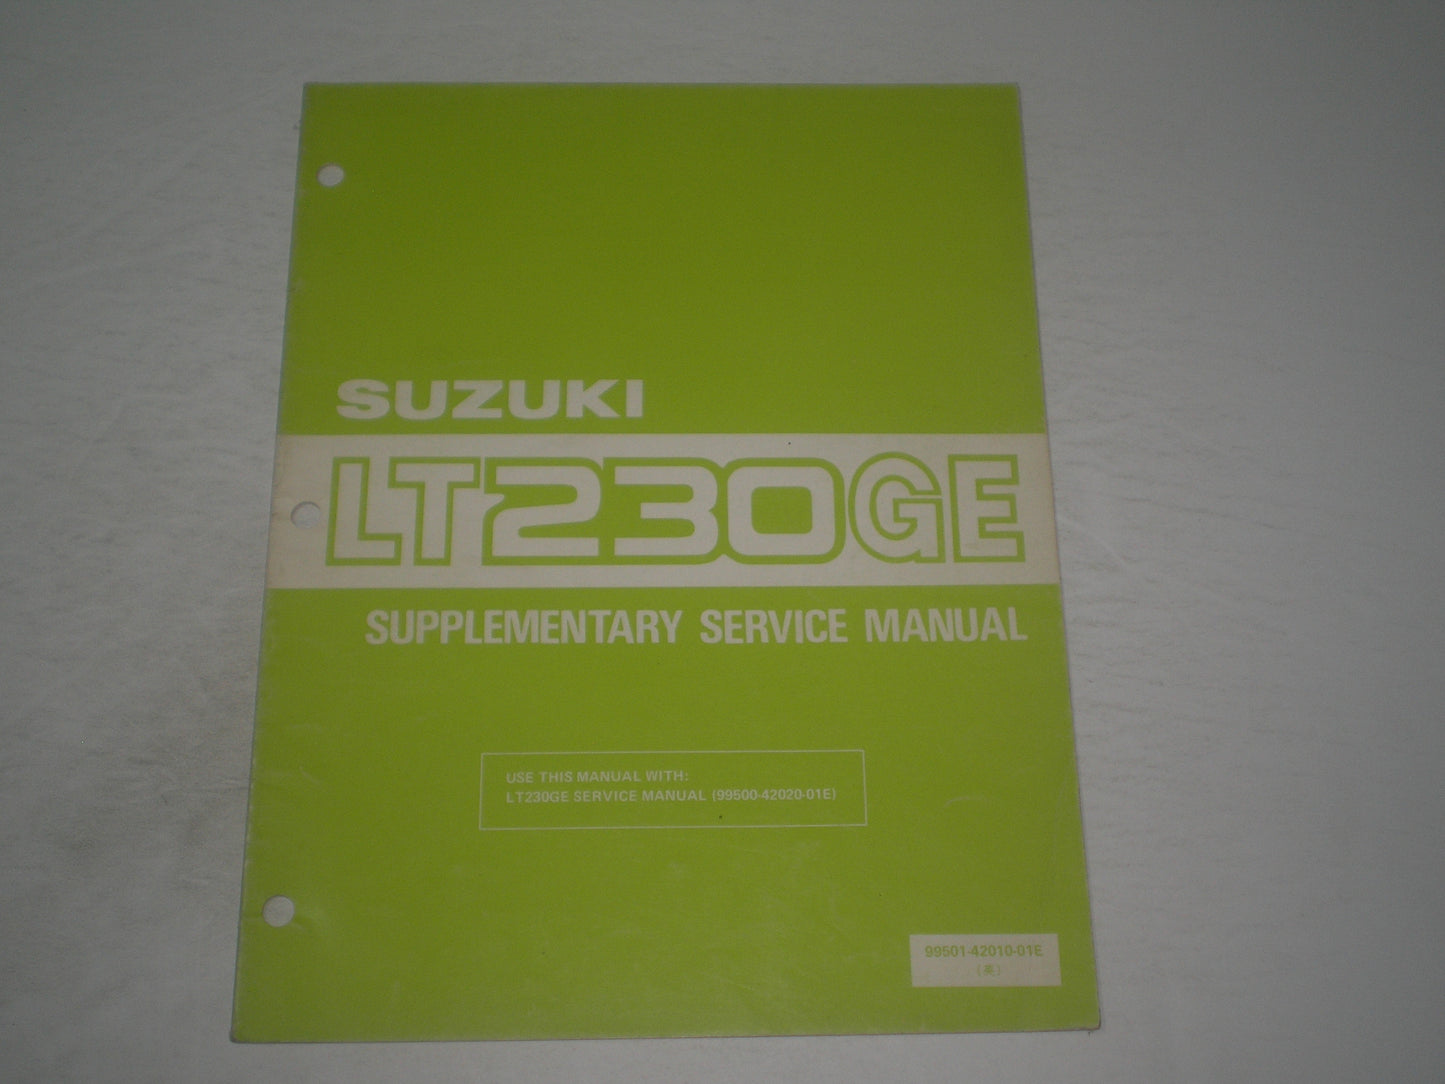 SUZUKI
LT230GE
SUPPLEMENTARY SERVICE MANUAL
USE THIS MANUAL WITH:
LT230GE SERVICE MANUAL (99500-42020-01E)
99501-42010-01E
(英)